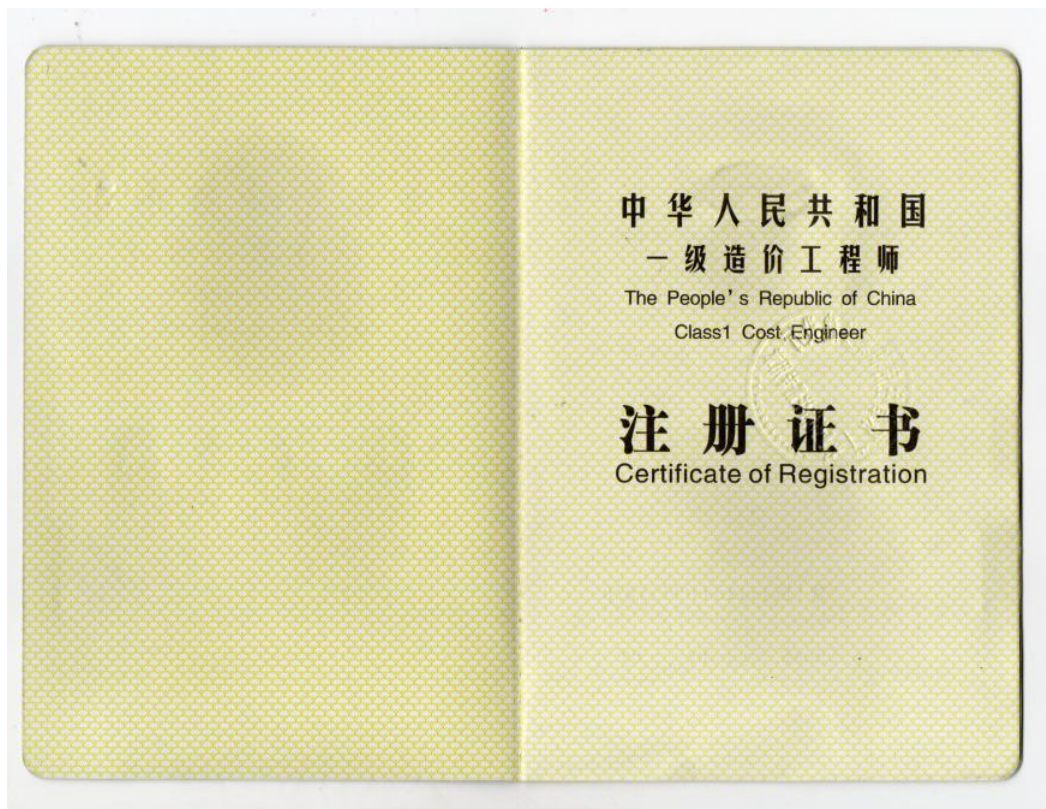 中华人民共和国
一级造价工程师
The People's Republic of China
Class1 Cost Engineer
注册证书
Certificate of Registration